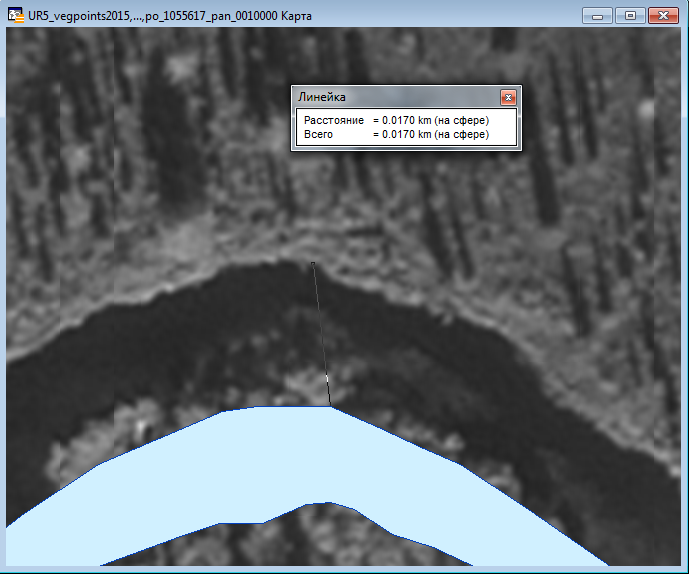 UR5_vegpoints2015,...,po_1055617_pan_0010000 Карта
Линейка
Расстояние = 0.0170 km (на сфере)
Всего = 0.0170 km (на сфере)